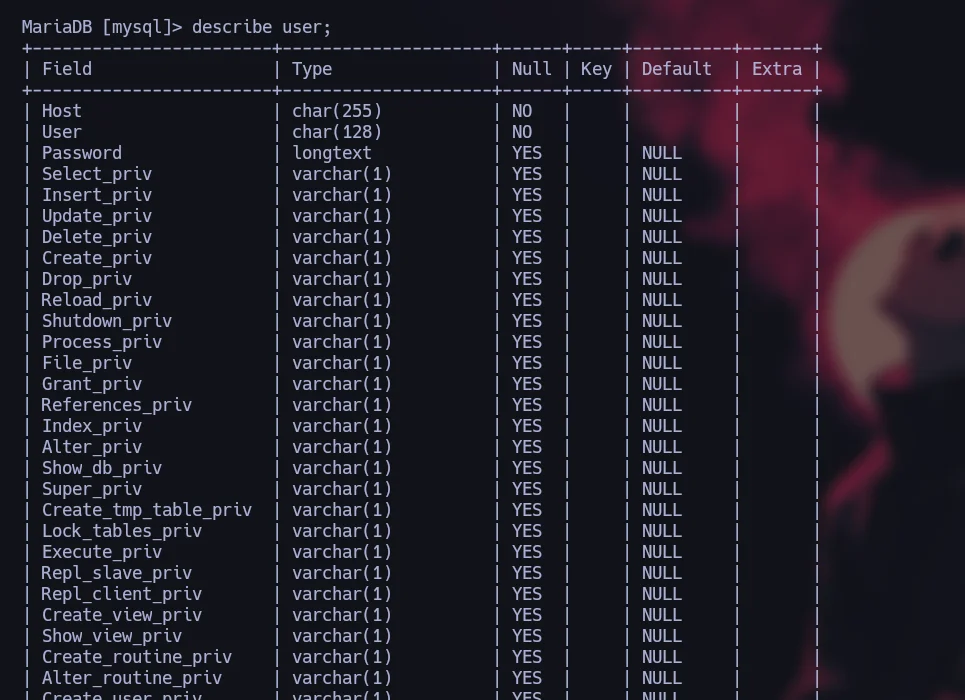 MariaDB [mysql]> describe user;
+------------------------+---------------------+------+-----+----------+-------+
| Field                  | Type                | Null | Key | Default  | Extra |
+------------------------+---------------------+------+-----+----------+-------+
| Host                   | char(255)           | NO   |     |          |       |
| User                   | char(128)           | NO   |     |          |       |
| Password               | longtext            | YES  |     | NULL     |       |
| Select_priv            | varchar(1)          | YES  |     | NULL     |       |
| Insert_priv            | varchar(1)          | YES  |     | NULL     |       |
| Update_priv            | varchar(1)          | YES  |     | NULL     |       |
| Delete_priv            | varchar(1)          | YES  |     | NULL     |       |
| Create_priv            | varchar(1)          | YES  |     | NULL     |       |
| Drop_priv              | varchar(1)          | YES  |     | NULL     |       |
| Reload_priv            | varchar(1)          | YES  |     | NULL     |       |
| Shutdown_priv          | varchar(1)          | YES  |     | NULL     |       |
| Process_priv           | varchar(1)          | YES  |     | NULL     |       |
| File_priv              | varchar(1)          | YES  |     | NULL     |       |
| Grant_priv             | varchar(1)          | YES  |     | NULL     |       |
| References_priv        | varchar(1)          | YES  |     | NULL     |       |
| Index_priv             | varchar(1)          | YES  |     | NULL     |       |
| Alter_priv             | varchar(1)          | YES  |     | NULL     |       |
| Show_db_priv           | varchar(1)          | YES  |     | NULL     |       |
| Super_priv             | varchar(1)          | YES  |     | NULL     |       |
| Create_tmp_table_priv  | varchar(1)          | YES  |     | NULL     |       |
| Lock_tables_priv       | varchar(1)          | YES  |     | NULL     |       |
| Execute_priv           | varchar(1)          | YES  |     | NULL     |       |
| Repl_slave_priv        | varchar(1)          | YES  |     | NULL     |       |
| Repl_client_priv       | varchar(1)          | YES  |     | NULL     |       |
| Create_view_priv       | varchar(1)          | YES  |     | NULL     |       |
| Show_view_priv         | varchar(1)          | YES  |     | NULL     |       |
| Create_routine_priv    | varchar(1)          | YES  |     | NULL     |       |
| Alter_routine_priv     | varchar(1)          | YES  |     | NULL     |       |
| Create_user_priv       | varchar(1)          | YES  |     | NULL     |       |